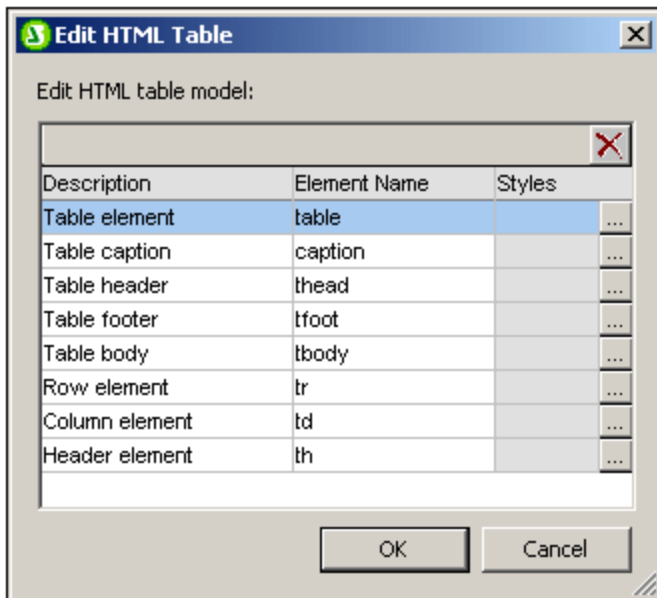 Edit HTML Table
Edit HTML table model:
Description Element Name Styles
Table element table ...
Table caption caption ...
Table header thead ...
Table footer tfoot ...
Table body tbody ...
Row element tr ...
Column element td ...
Header element th ...
OK Cancel